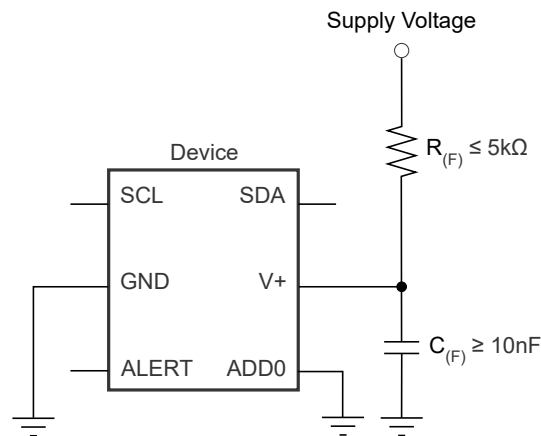 Supply Voltage
R(F) ≤ 5kΩ
Device
SCL SDA
GND V+
ALERT ADD0
C(F) ≥ 10nF